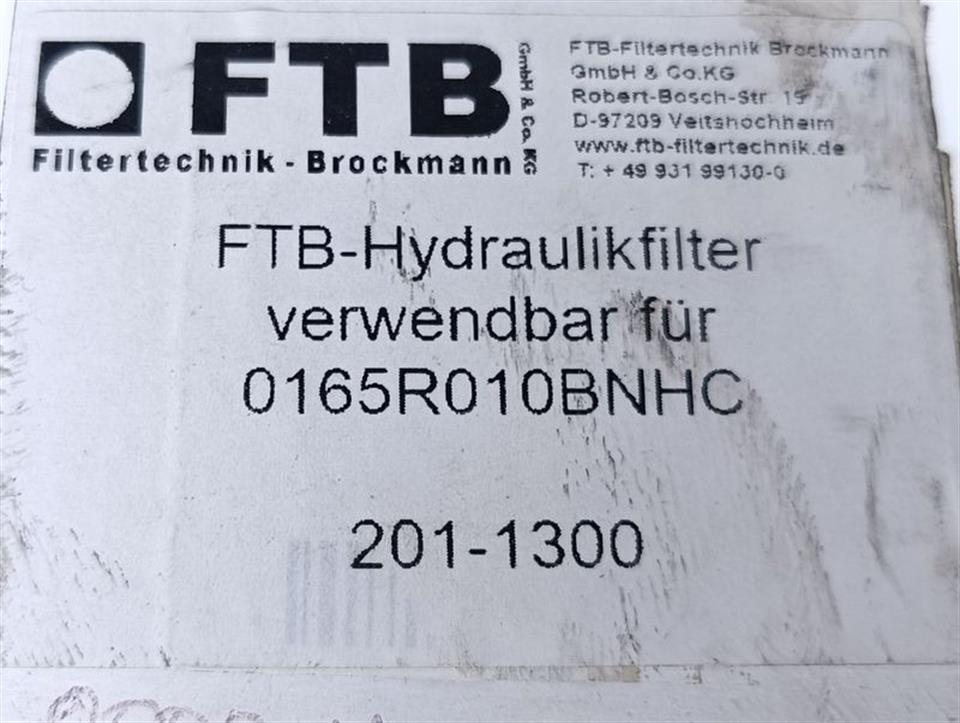 FTB
GmbH & Co. KG
Filtertechnik - Brockmann
FTB-Filtertechnik Brockmann
GmbH & Co.KG
Robert-Bosch-Str. 15
D-97209 Veitshöchheim
www.ftb-filtertechnik.de
T: + 49 931 99130-0
FTB-Hydraulikfilter
verwendbar für
0165R010BNHC
201-1300